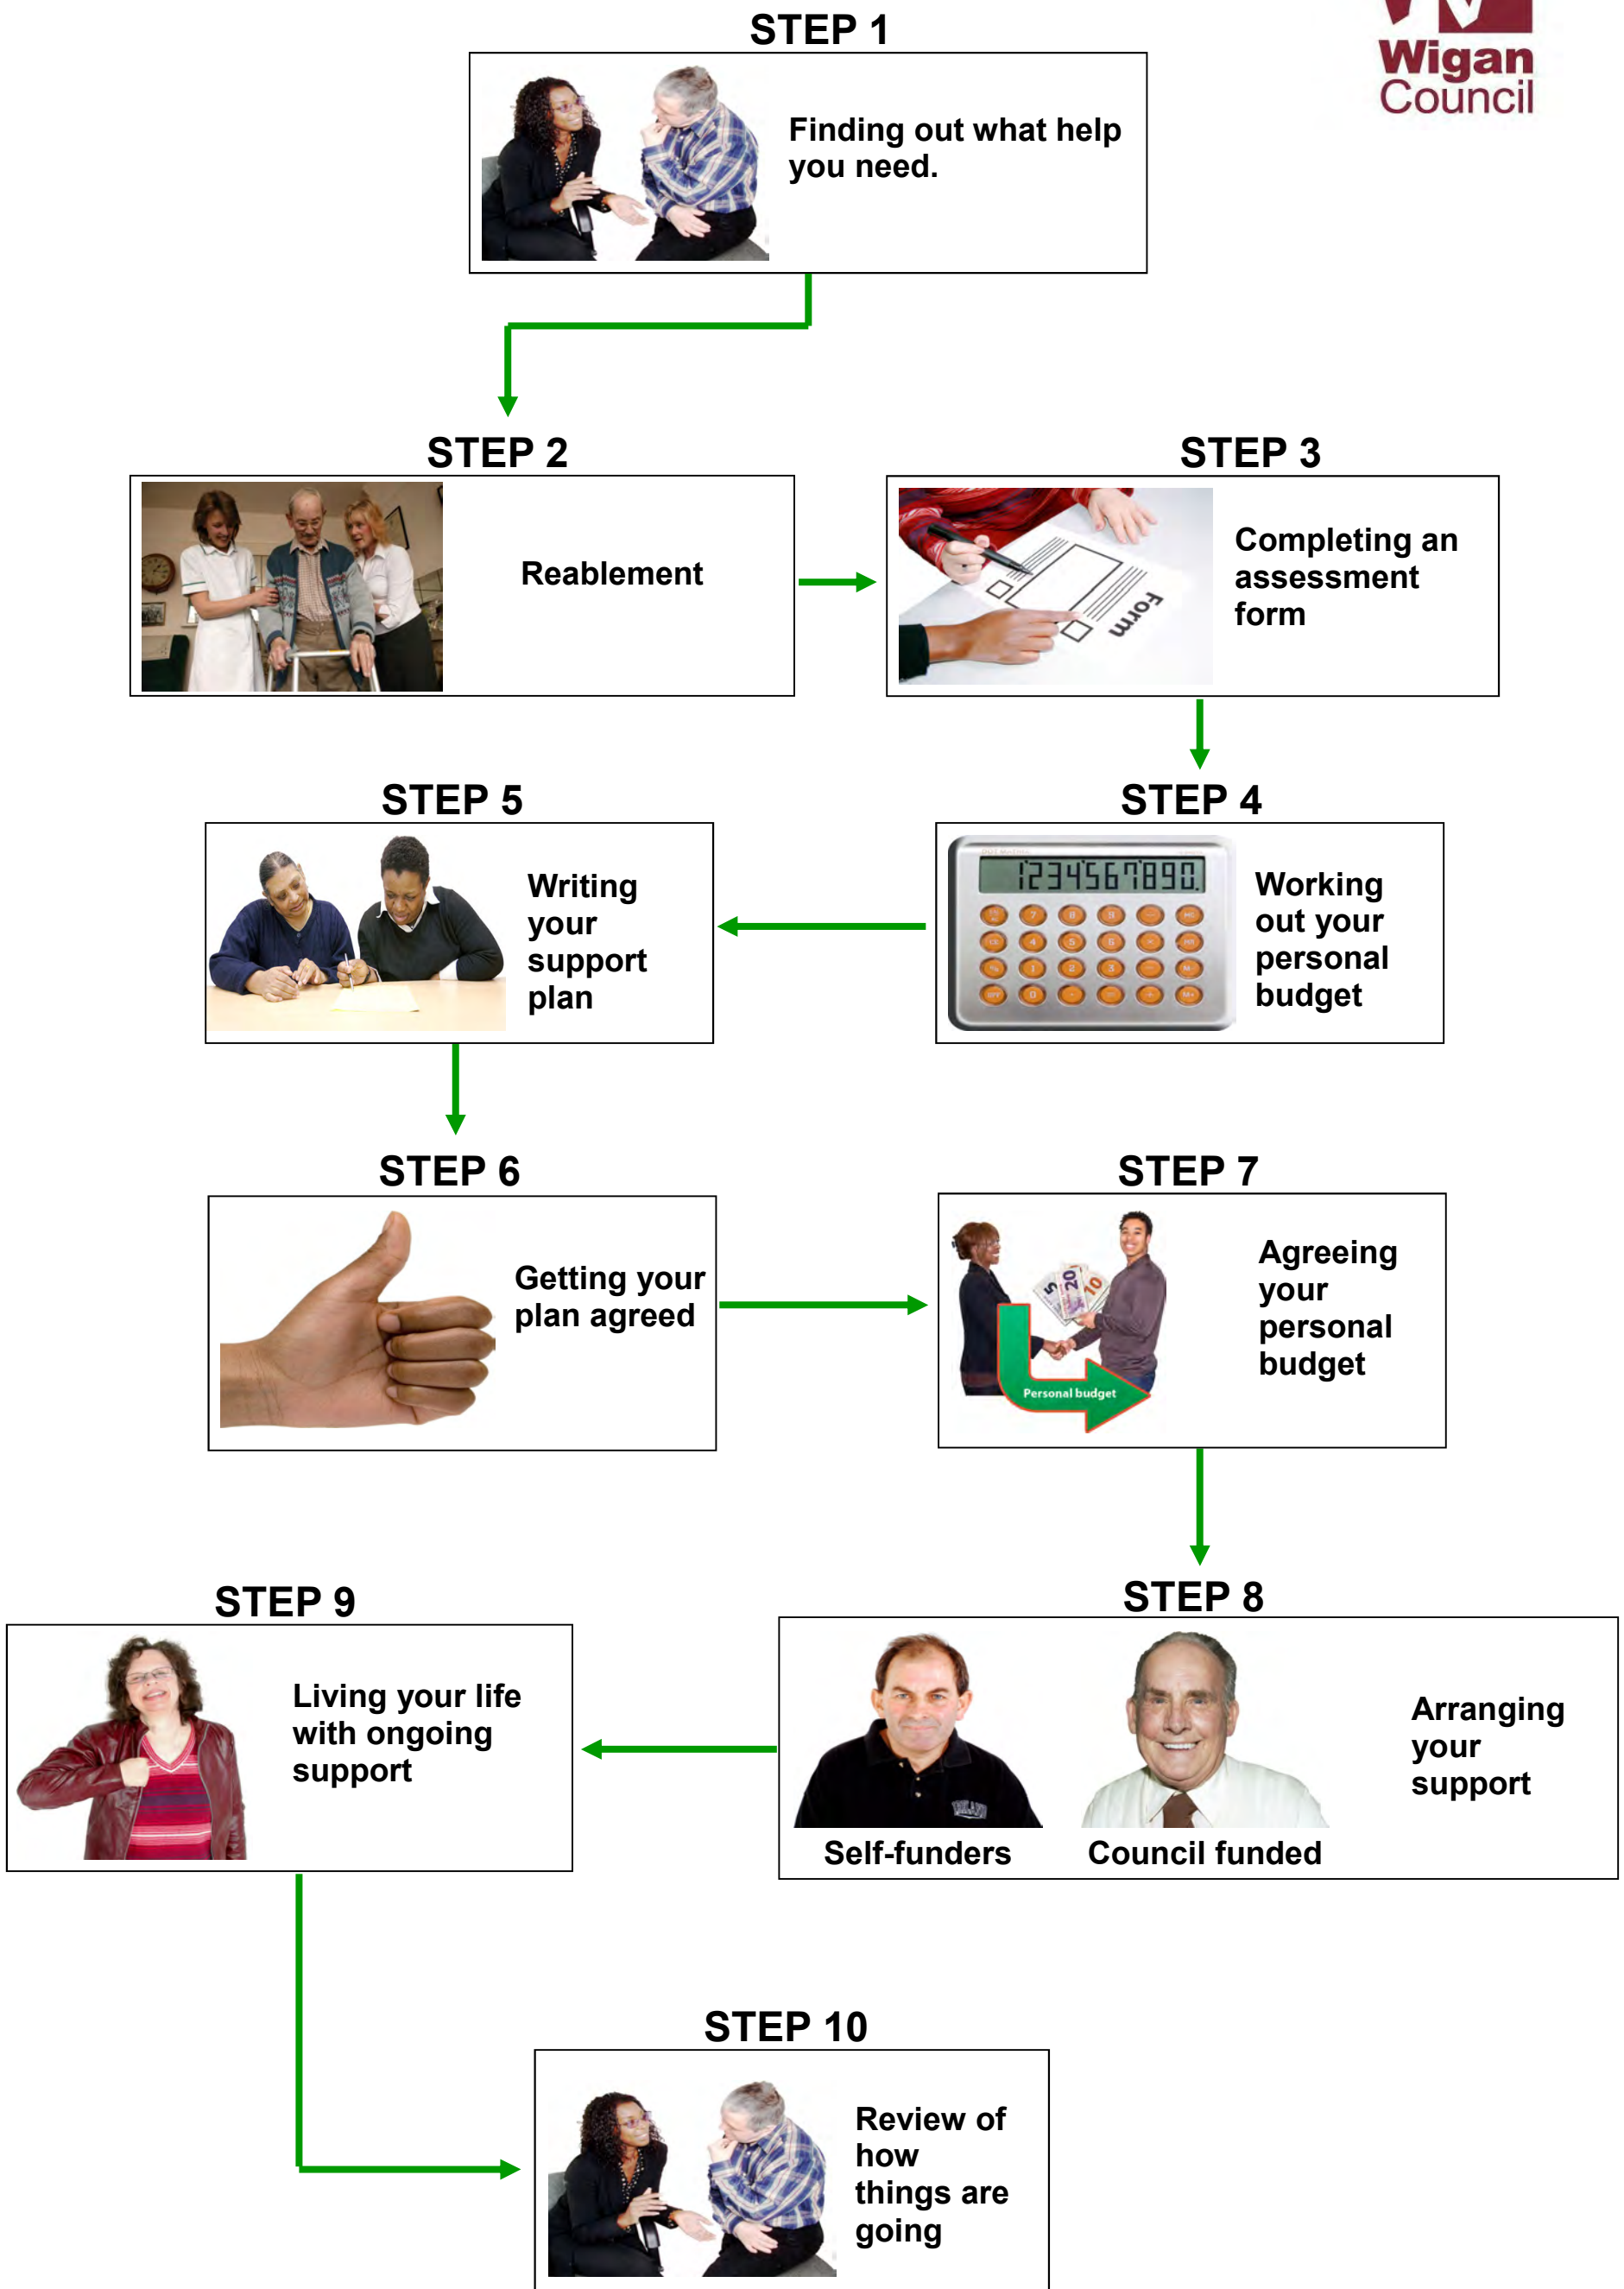 Wigan
Council
STEP 1
Finding out what help
you need.
STEP 2
Reablement
STEP 3
Form
Completing an
assessment
form
STEP 4
1234567890.
Working
out your
personal
budget
STEP 5
Writing
your
support
plan
STEP 6
Getting your
plan agreed
STEP 7
5
20
10
Personal budget
Agreeing
your
personal
budget
STEP 8
Self-funders
Council funded
Arranging
your
support
STEP 9
Living your life
with ongoing
support
STEP 10
Review of
how
things are
going